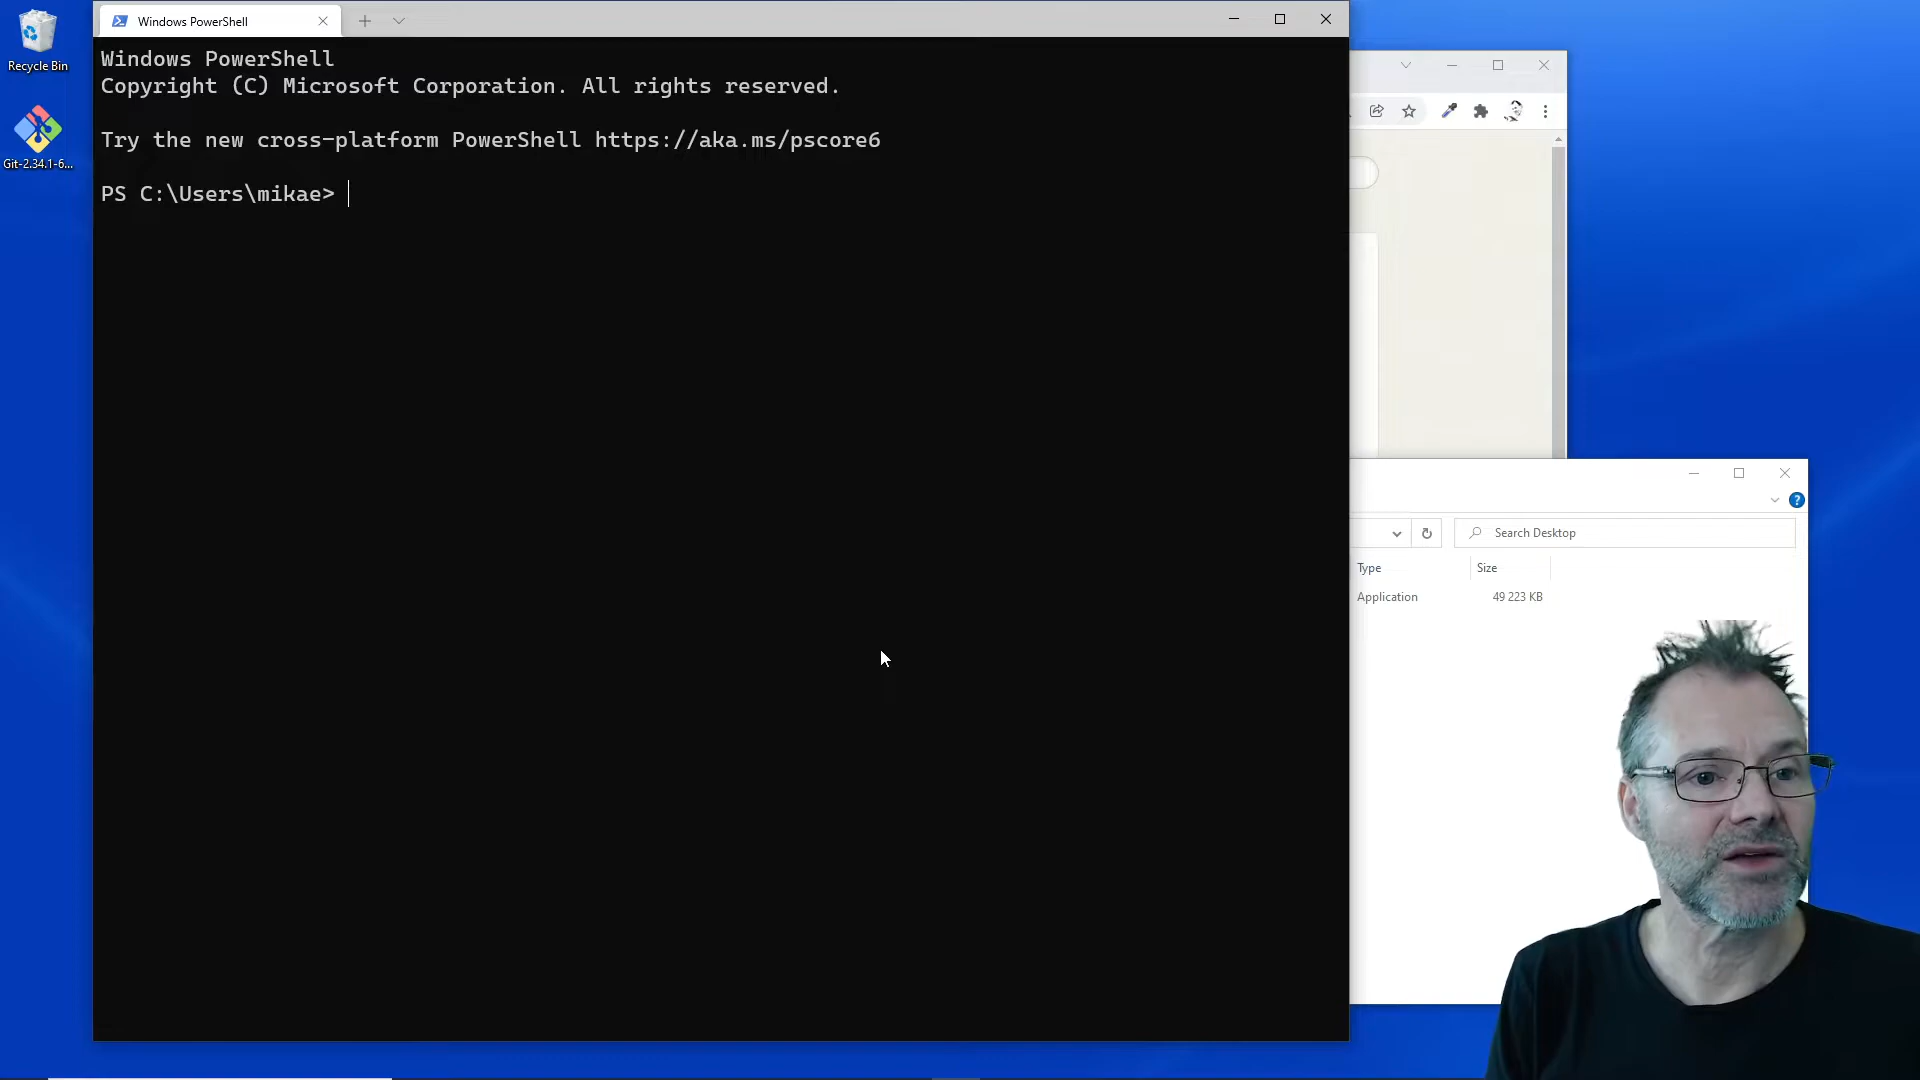 Recycle Bin
Git-2.34.1-6...
Windows PowerShell
Windows PowerShell
Copyright (C) Microsoft Corporation. All rights reserved.
Try the new cross-platform PowerShell https://aka.ms/pscore6
PS C:\Users\mikae>
Search Desktop
Type Size
Application 49 223 KB